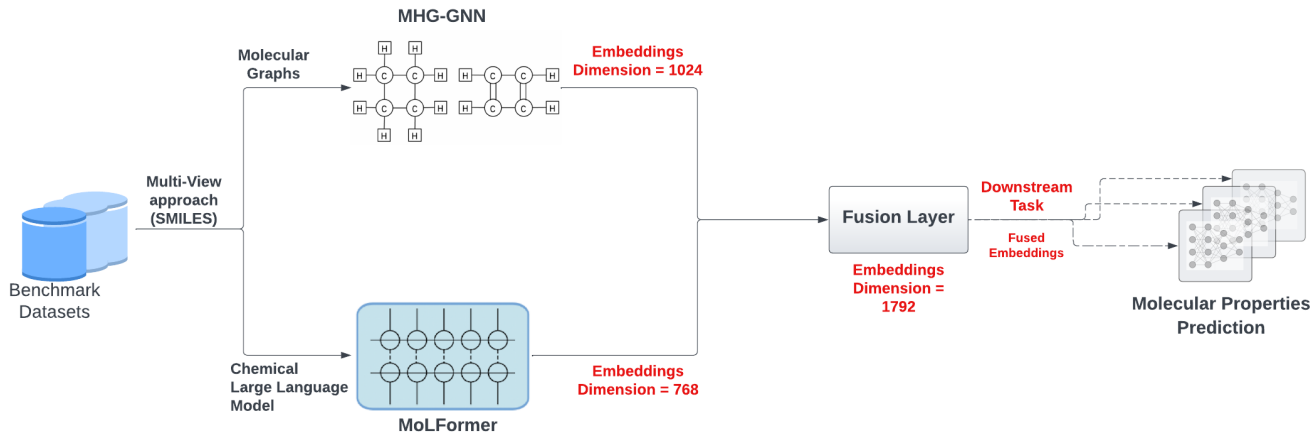 MHG-GNN
Molecular
Graphs
H H
H C C H
H C C H
H H
H C C H
H C C H
Embeddings
Dimension = 1024
Benchmark
Datasets
Multi-View
approach
(SMILES)
Chemical
Large Language
Model
MoLFormer
Embeddings
Dimension = 768
Fusion Layer
Embeddings
Dimension =
1792
Downstream
Task
Fused
Embeddings
Molecular Properties
Prediction